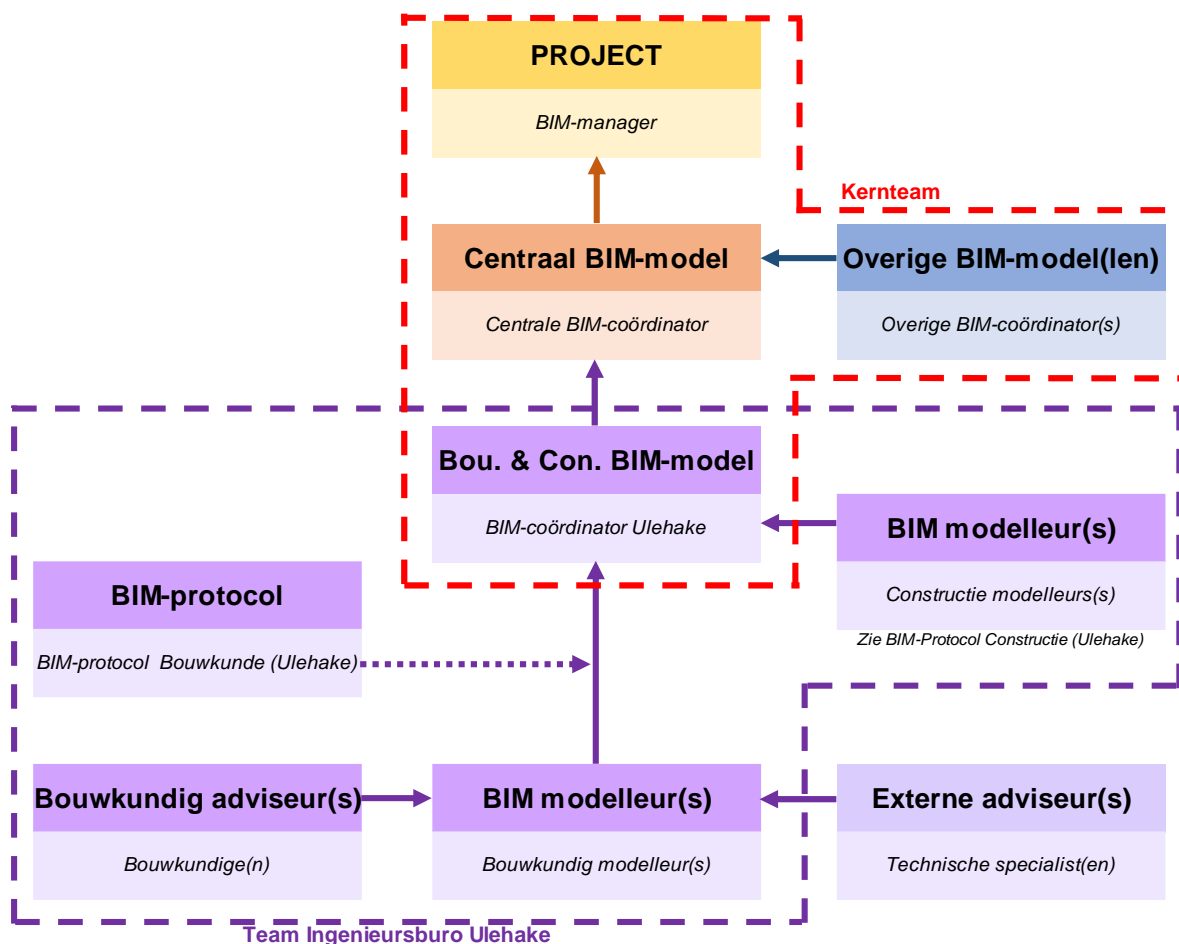 PROJECT
BIM-manager
Kernteam
Centraal BIM-model
Centrale BIM-coördinator
Overige BIM-model(len)
Overige BIM-coördinator(s)
Bou. & Con. BIM-model
BIM-coördinator Ulehake
BIM modelleur(s)
Constructie modelleurs(s)
Zie BIM-Protocol Constructie (Ulehake)
BIM-protocol
BIM-protocol  Bouwkunde (Ulehake)
Bouwkundig adviseur(s)
Bouwkundige(n)
BIM modelleur(s)
Bouwkundig modelleur(s)
Externe adviseur(s)
Technische specialist(en)
Team Ingenieursburo Ulehake